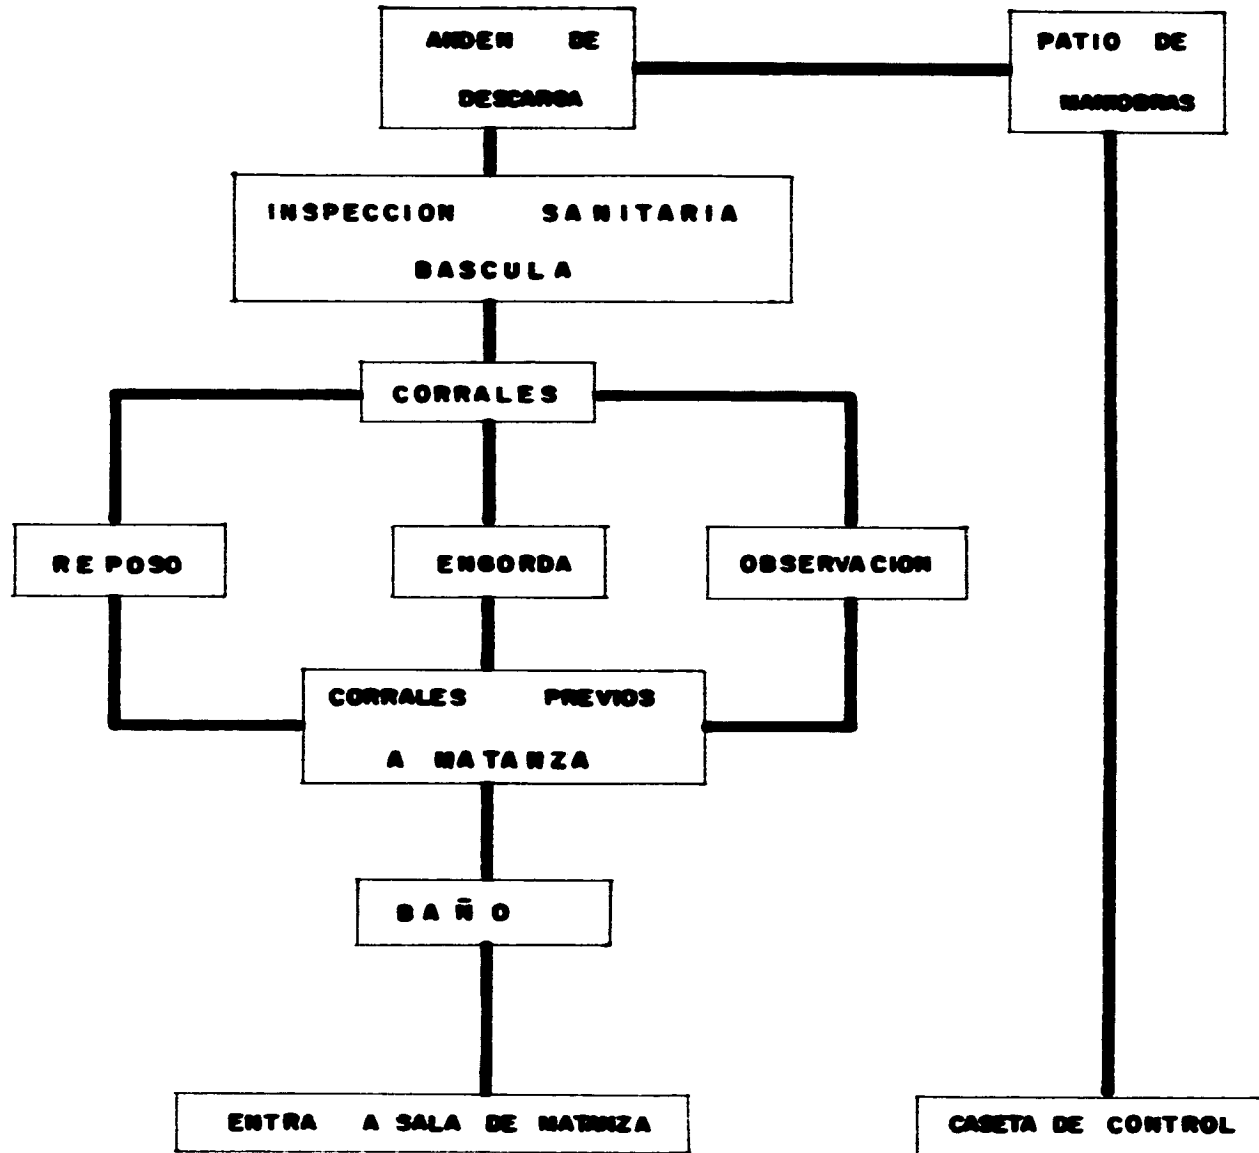 ANDEN DE
DESCARGA
PATIO DE
MANIOBRAS
INSPECCION SANITARIA
BASCULA
CORRALES
REPOSO
ENGORDA
OBSERVACION
CORRALES PREVIOS
A MATANZA
BAÑO
ENTRA A SALA DE MATANZA
CASETA DE CONTROL